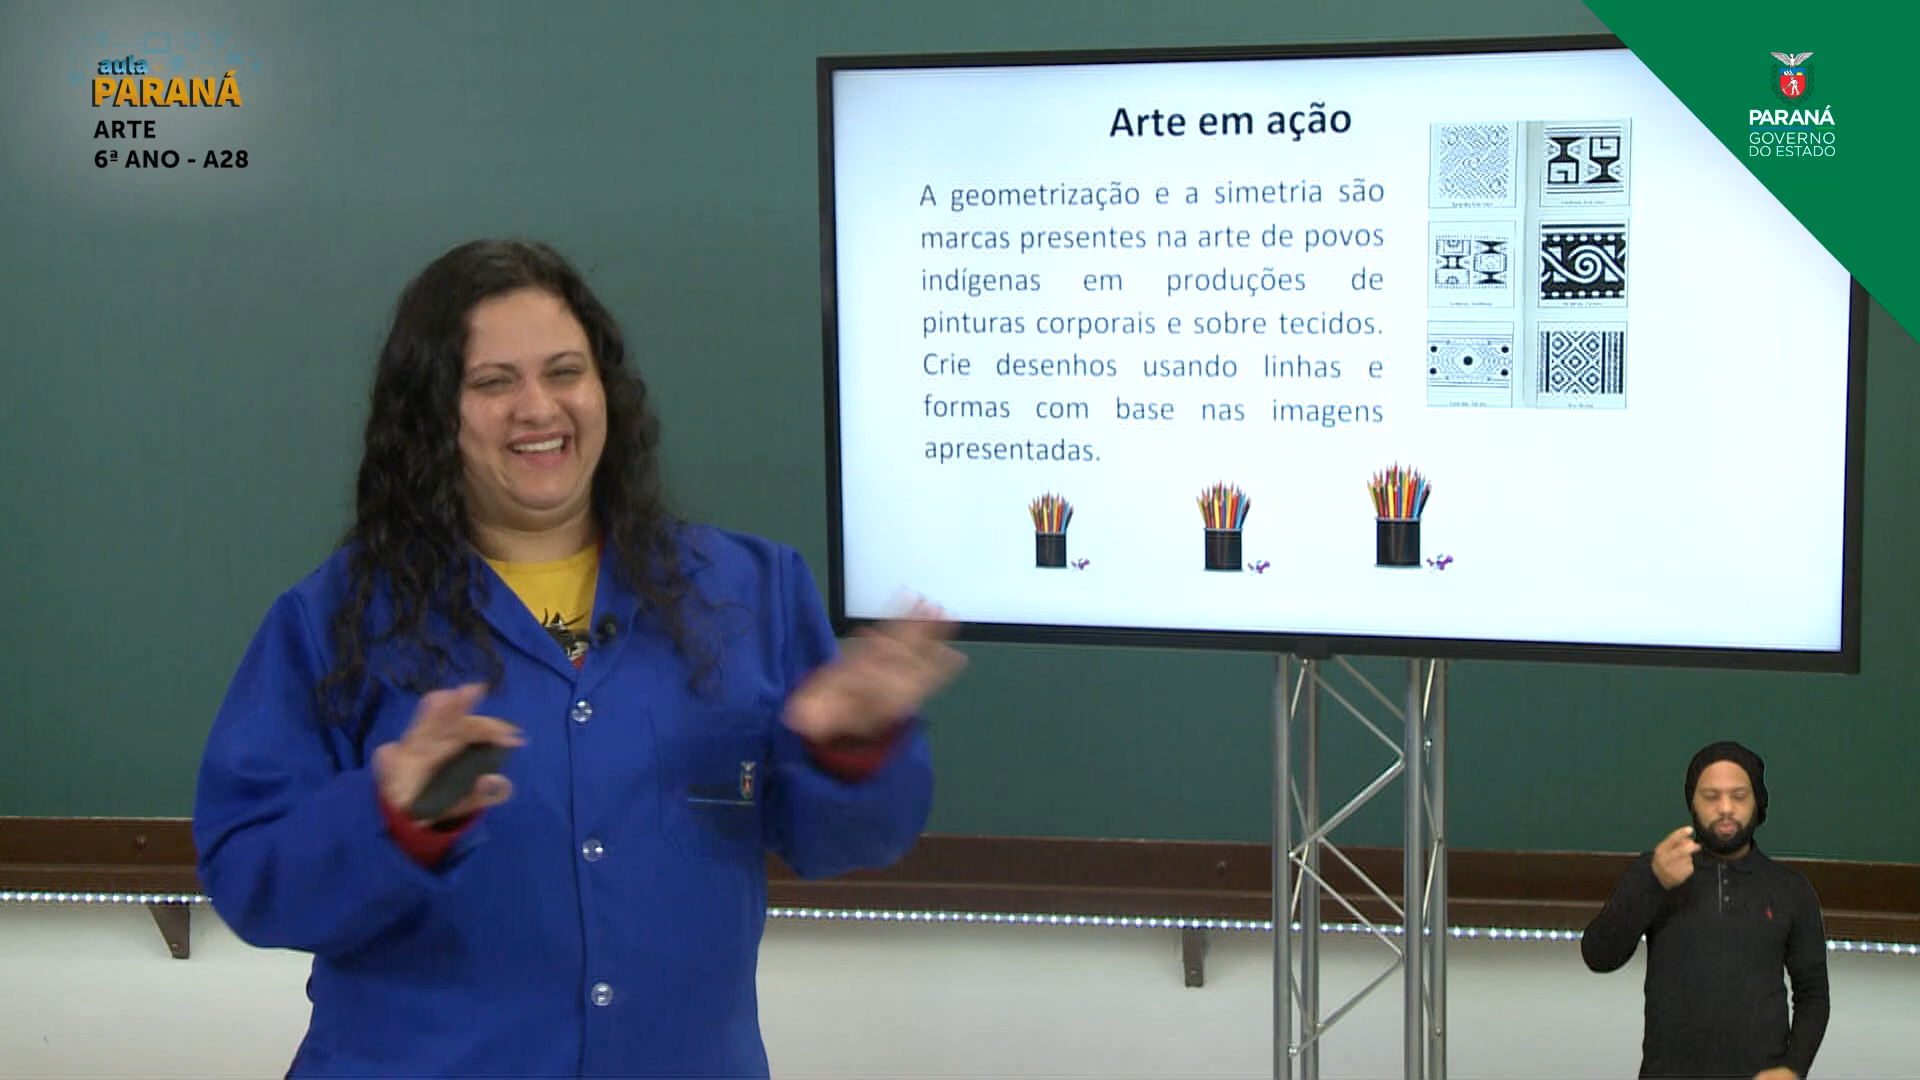 aula
PARANÁ
ARTE
6ª ANO - A28
Arte em ação
A geometrização e a simetria são
marcas presentes na arte de povos
indígenas em produções de
pinturas corporais e sobre tecidos.
Crie desenhos usando linhas e
formas com base nas imagens
apresentadas.
PARANÁ
GOVERNO
DO ESTADO